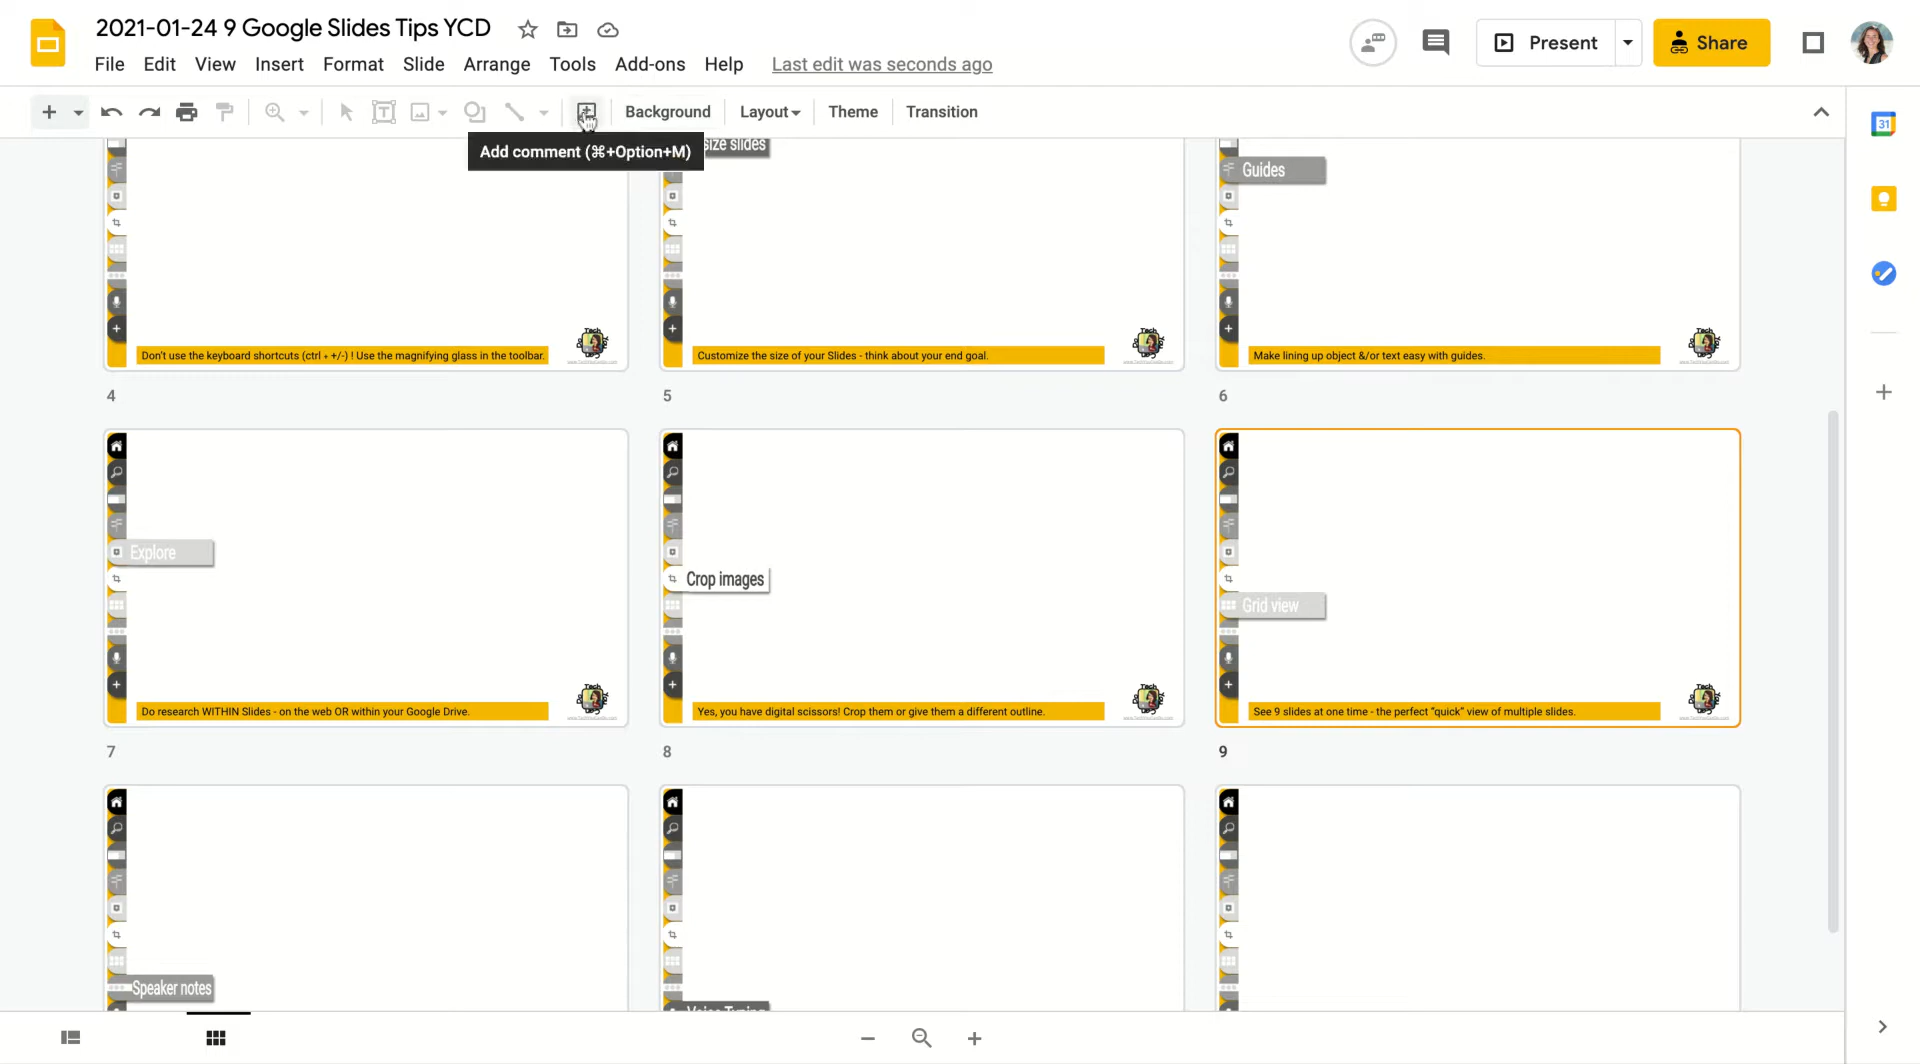 2021-01-24 9 Google Slides Tips YCD
Present
Share
File Edit View Insert Format Slide Arrange Tools Add-ons Help Last edit was seconds ago
Background Layout Theme Transition
Add comment (⌘+Option+M)
size slides
Guides
31
Don't use the keyboard shortcuts (ctrl + +/-) ! Use the magnifying glass in the toolbar.
Customize the size of your Slides - think about your end goal.
Make lining up object &/or text easy with guides.
4
5
6
Explore
Crop images
Grid view
Do research WITHIN Slides - on the web OR within your Google Drive.
Yes, you have digital scissors! Crop them or give them a different outline.
See 9 slides at one time - the perfect “quick” view of multiple slides.
7
8
9
Speaker notes
Voice Typing